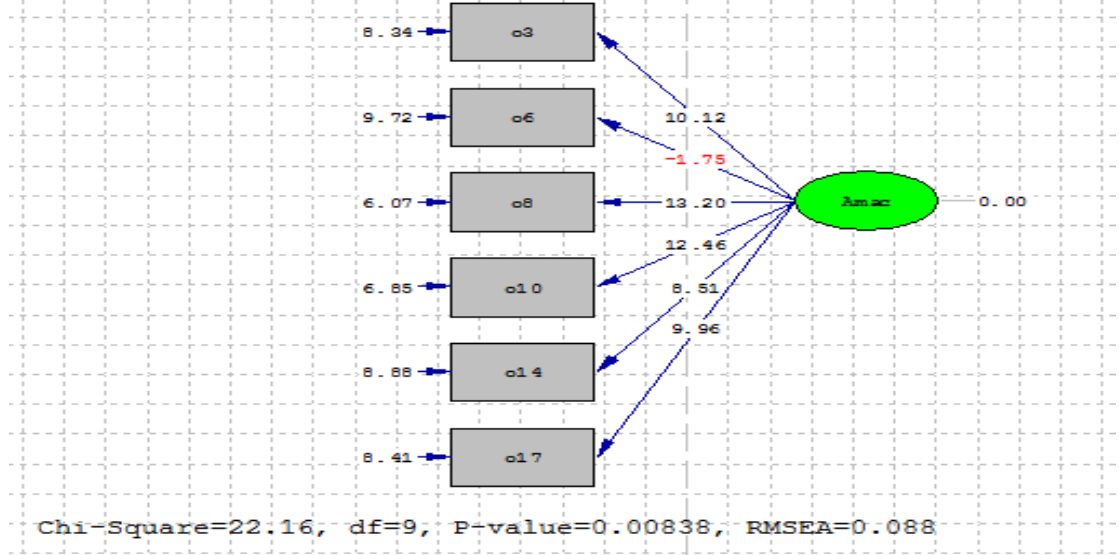 8.34 o3
10.12
9.72 o6
-1.75
6.07 o8 13.20 Amac 0.00
12.46
6.85 o10 8.51
9.96
8.88 o14
8.41 o17
Chi-Square=22.16, df=9, P-value=0.00838, RMSEA=0.088